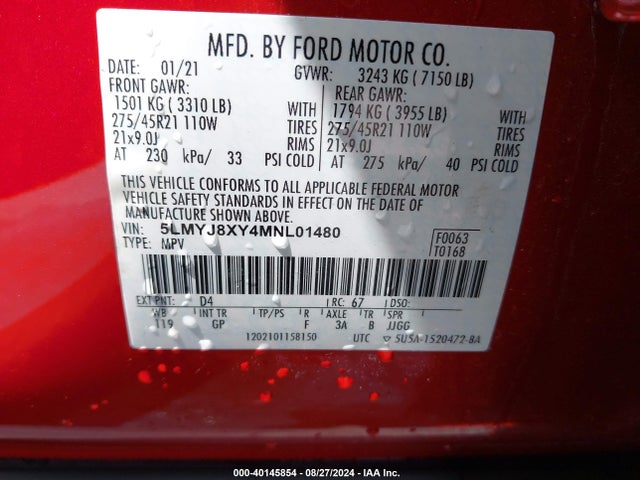 MFD. BY FORD MOTOR CO.
DATE: 01/21 GVWR: 3243 KG ( 7150 LB)
FRONT GAWR: REAR GAWR:
1501 KG ( 3310 LB) WITH 1794 KG ( 3955 LB) WITH
275/45R21 110W TIRES 275/45R21 110W TIRES
21x9.0J RIMS 21x9.0J RIMS
AT 230 kPa/ 33 PSI COLD AT 275 kPa/ 40 PSI COLD
THIS VEHICLE CONFORMS TO ALL APPLICABLE FEDERAL MOTOR
VEHICLE SAFETY STANDARDS IN EFFECT ON THE DATE OF
MANUFACTURE SHOWN ABOVE.
VIN: 5LMYJ8XY4MNL01480 F0063
TYPE: MPV T0168
EXT PNT: D4 RC: 67 DSO:
WB INT TR TP/PS R AXLE TR SPR
119 GP F 3A B JJGG
1202101158150 UTC 5U5A-1520472-BA
000-40145854 - 08/27/2024 - IAAI Inc.